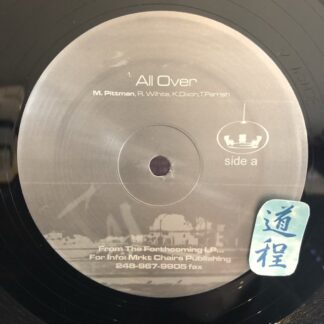 All Over
M. Pittman, R. White, K. Dixon, T. Parrish
side a
道程
From The Forthcoming LP...
For Info: Mrkt Chairs Publishing
248-967-9905 fax